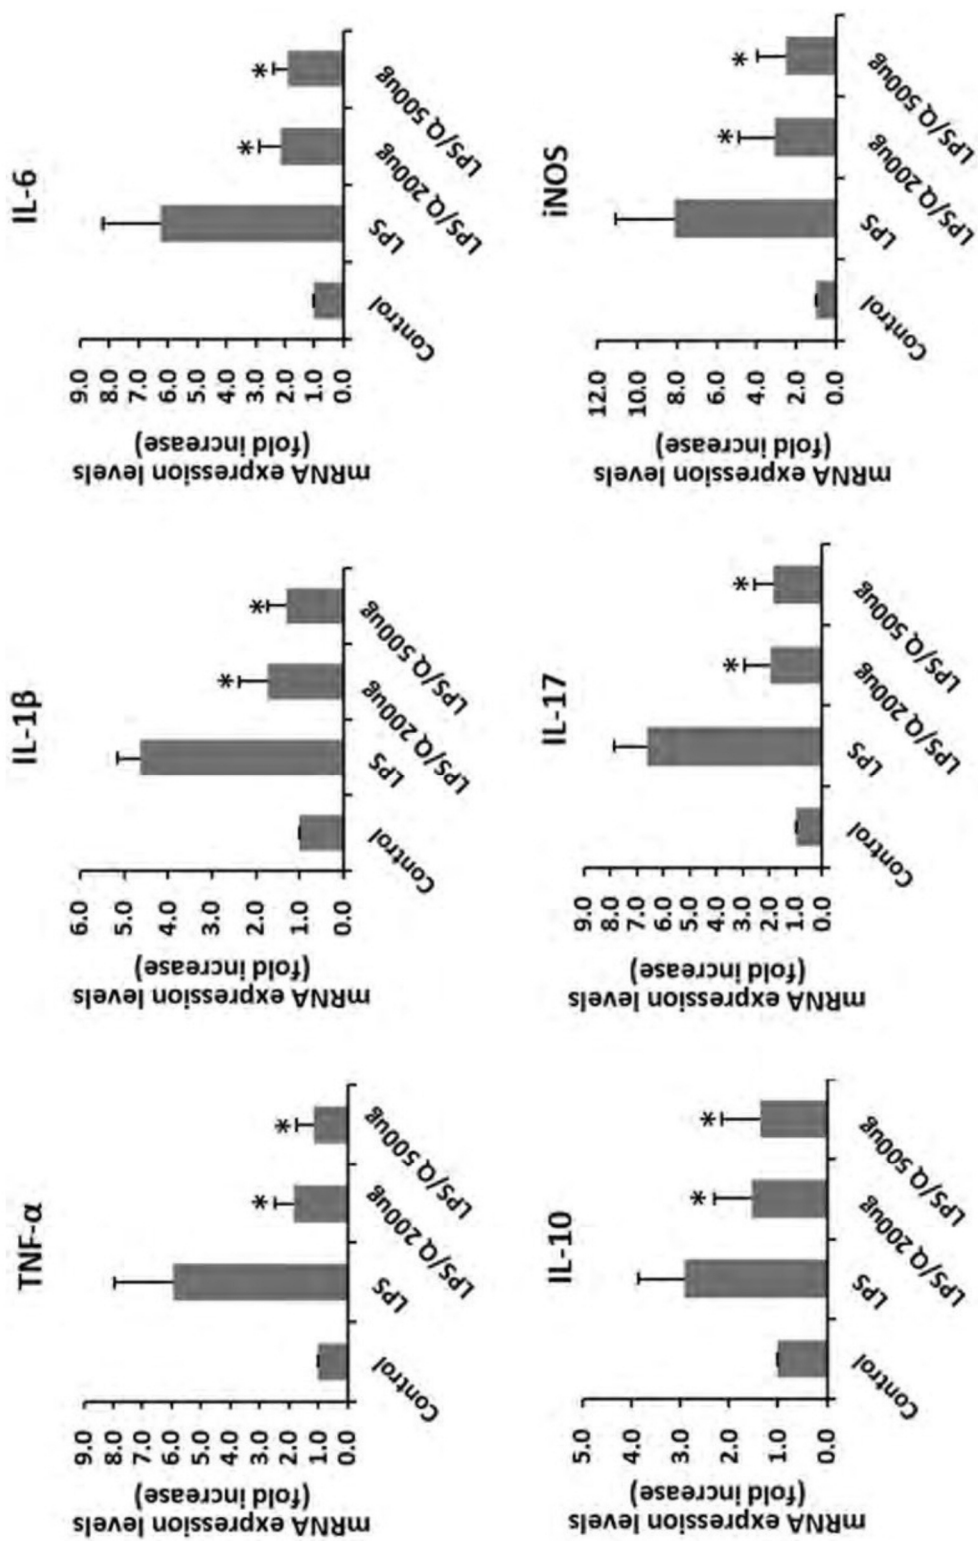 TNF-α
mRNA expression levels
(fold increase)
9.0
8.0
7.0
6.0
5.0
4.0
3.0
2.0
1.0
0.0
*
*
Control
LPS
LPS/Q 200ug
LPS/Q 500ug
IL-1β
mRNA expression levels
(fold increase)
6.0
5.0
4.0
3.0
2.0
1.0
0.0
*
*
Control
LPS
LPS/Q 200ug
LPS/Q 500ug
IL-6
mRNA expression levels
(fold increase)
9.0
8.0
7.0
6.0
5.0
4.0
3.0
2.0
1.0
0.0
*
*
Control
LPS
LPS/Q 200ug
LPS/Q 500ug
IL-10
mRNA expression levels
(fold increase)
5.0
4.0
3.0
2.0
1.0
0.0
*
*
Control
LPS
LPS/Q 200ug
LPS/Q 500ug
IL-17
mRNA expression levels
(fold increase)
9.0
8.0
7.0
6.0
5.0
4.0
3.0
2.0
1.0
0.0
*
*
Control
LPS
LPS/Q 200ug
LPS/Q 500ug
iNOS
mRNA expression levels
(fold increase)
12.0
10.0
8.0
6.0
4.0
2.0
0.0
*
*
Control
LPS
LPS/Q 200ug
LPS/Q 500ug